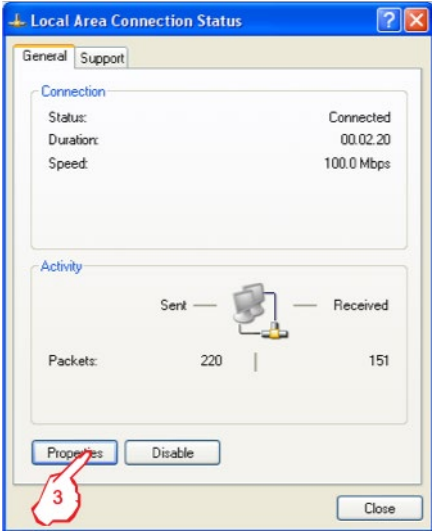 Local Area Connection Status
General Support
Connection
Status: Connected
Duration: 00.02.20
Speed: 100.0 Mbps
Activity
Sent Received
Packets: 220 151
Properties Disable
3
Close